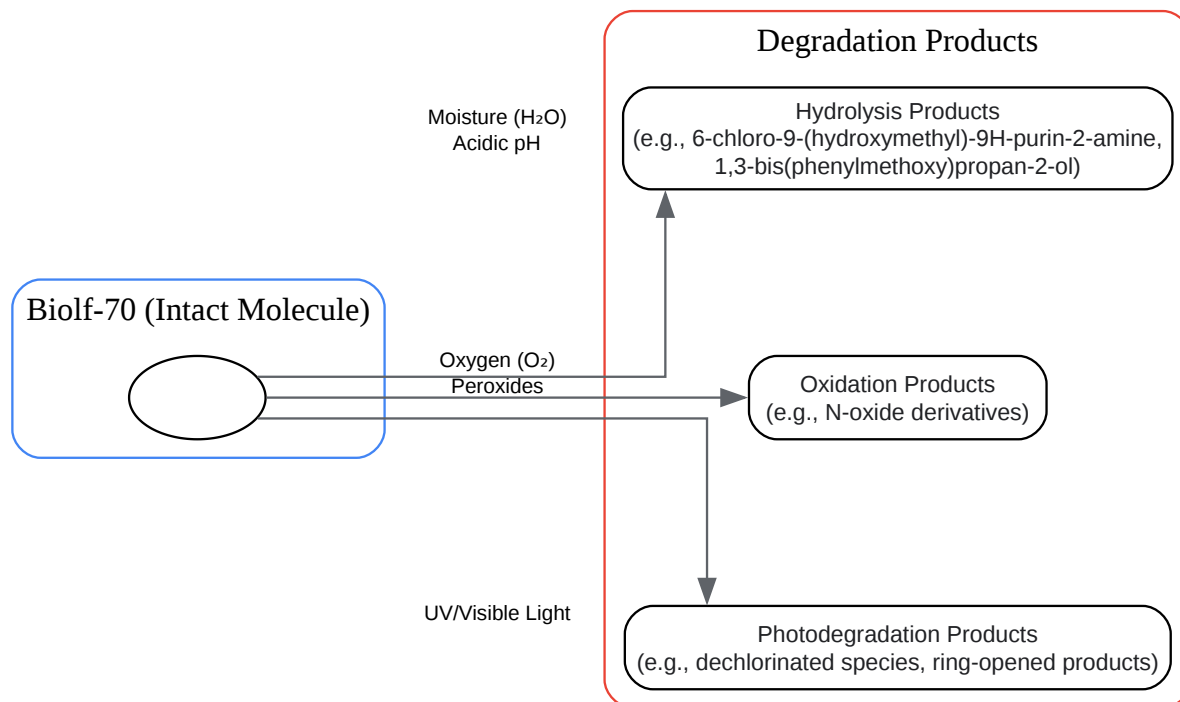 Degradation Products
Moisture (H₂O)
Acidic pH
Hydrolysis Products
(e.g., 6-chloro-9-(hydroxymethyl)-9H-purin-2-amine,
1,3-bis(phenylmethoxy)propan-2-ol)
Biolf-70 (Intact Molecule)
Oxygen (O₂)
Peroxides
Oxidation Products
(e.g., N-oxide derivatives)
UV/Visible Light
Photodegradation Products
(e.g., dechlorinated species, ring-opened products)